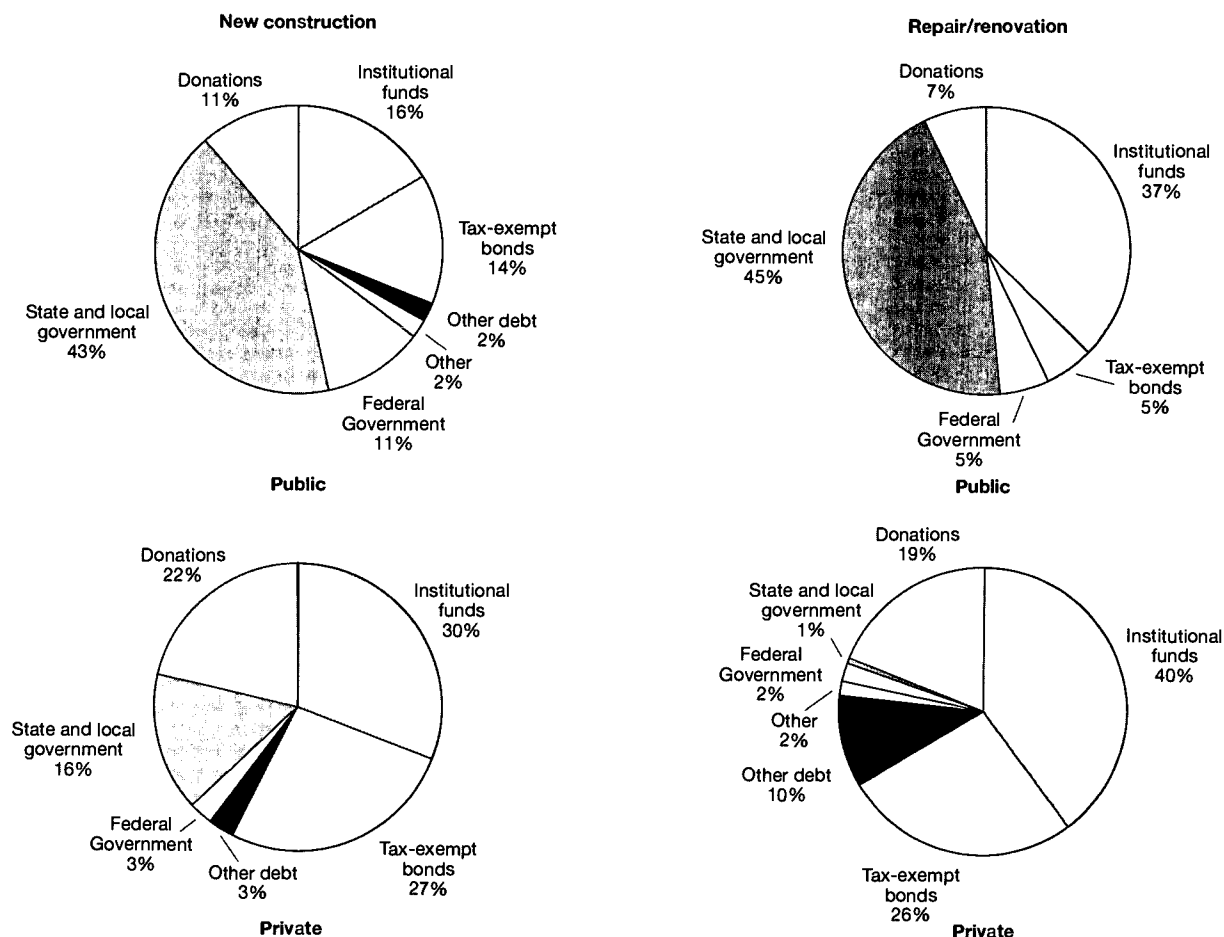 New construction
Donations
11%
Institutional
funds
16%
Tax-exempt
bonds
14%
Other debt
2%
Other
2%
Federal
Government
11%
State and local
government
43%
Public
Repair/renovation
Donations
7%
Institutional
funds
37%
Tax-exempt
bonds
5%
Federal
Government
5%
State and local
government
45%
Public
Donations
22%
Institutional
funds
30%
Tax-exempt
bonds
27%
Other debt
3%
Federal
Government
3%
State and local
government
16%
Private
Donations
19%
State and local
government
1%
Federal
Government
2%
Other
2%
Other debt
10%
Institutional
funds
40%
Tax-exempt
bonds
26%
Private